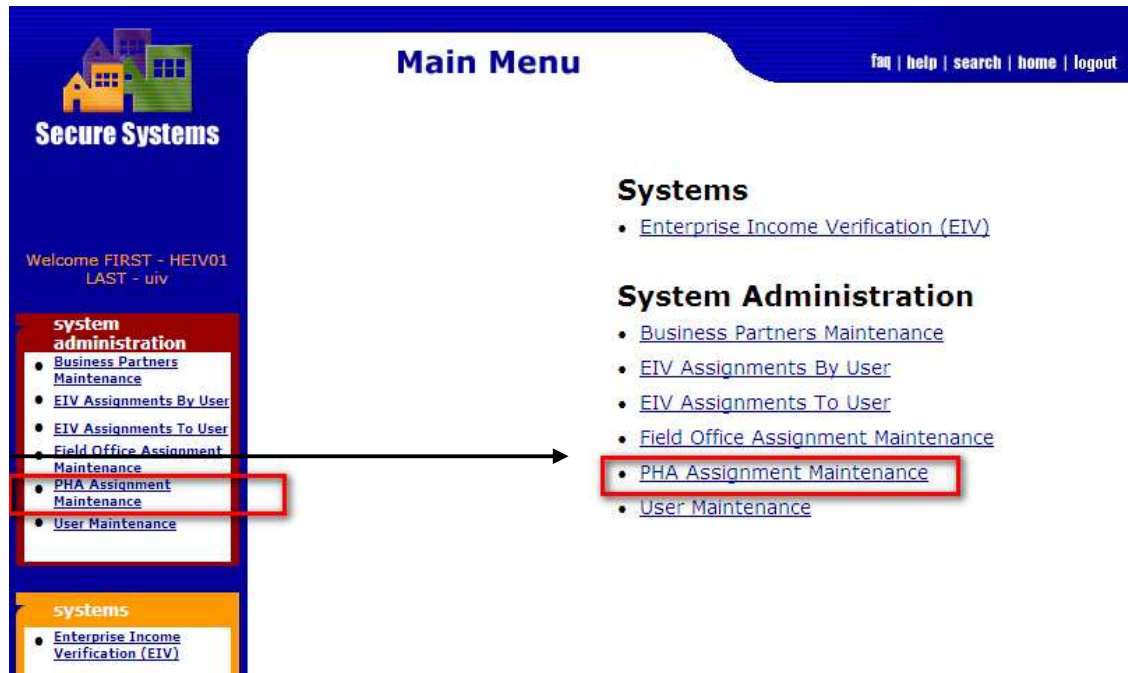 Main Menu
faq | help | search | home | logout
Secure Systems
Welcome FIRST - HEIV01
LAST - uiv
system
administration
Business Partners
Maintenance
EIV Assignments By User
EIV Assignments To User
Field Office Assignment
Maintenance
PHA Assignment
Maintenance
User Maintenance
systems
Enterprise Income
Verification (EIV)
Systems
• Enterprise Income Verification (EIV)
System Administration
• Business Partners Maintenance
• EIV Assignments By User
• EIV Assignments To User
• Field Office Assignment Maintenance
• PHA Assignment Maintenance
• User Maintenance